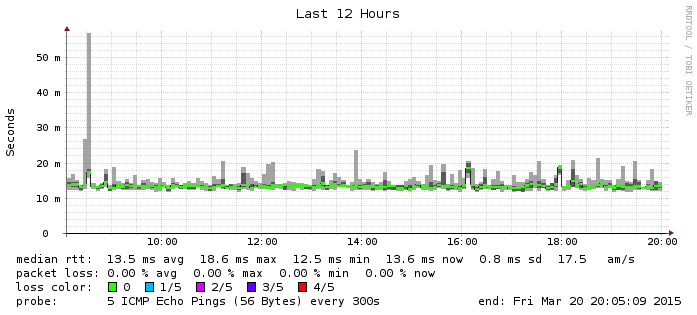 Last 12 Hours
RRDTOOL / TOBI OETIKER
Seconds
50 m
40 m
30 m
20 m
10 m
0
10:00 12:00 14:00 16:00 18:00 20:00
median rtt: 13.5 ms avg 18.6 ms max 12.5 ms min 13.6 ms now 0.8 ms sd 17.5 am/s
packet loss: 0.00 % avg 0.00 % max 0.00 % min 0.00 % now
loss color: 0 1/5 2/5 3/5 4/5
probe: 5 ICMP Echo Pings (56 Bytes) every 300s end: Fri Mar 20 20:05:09 2015